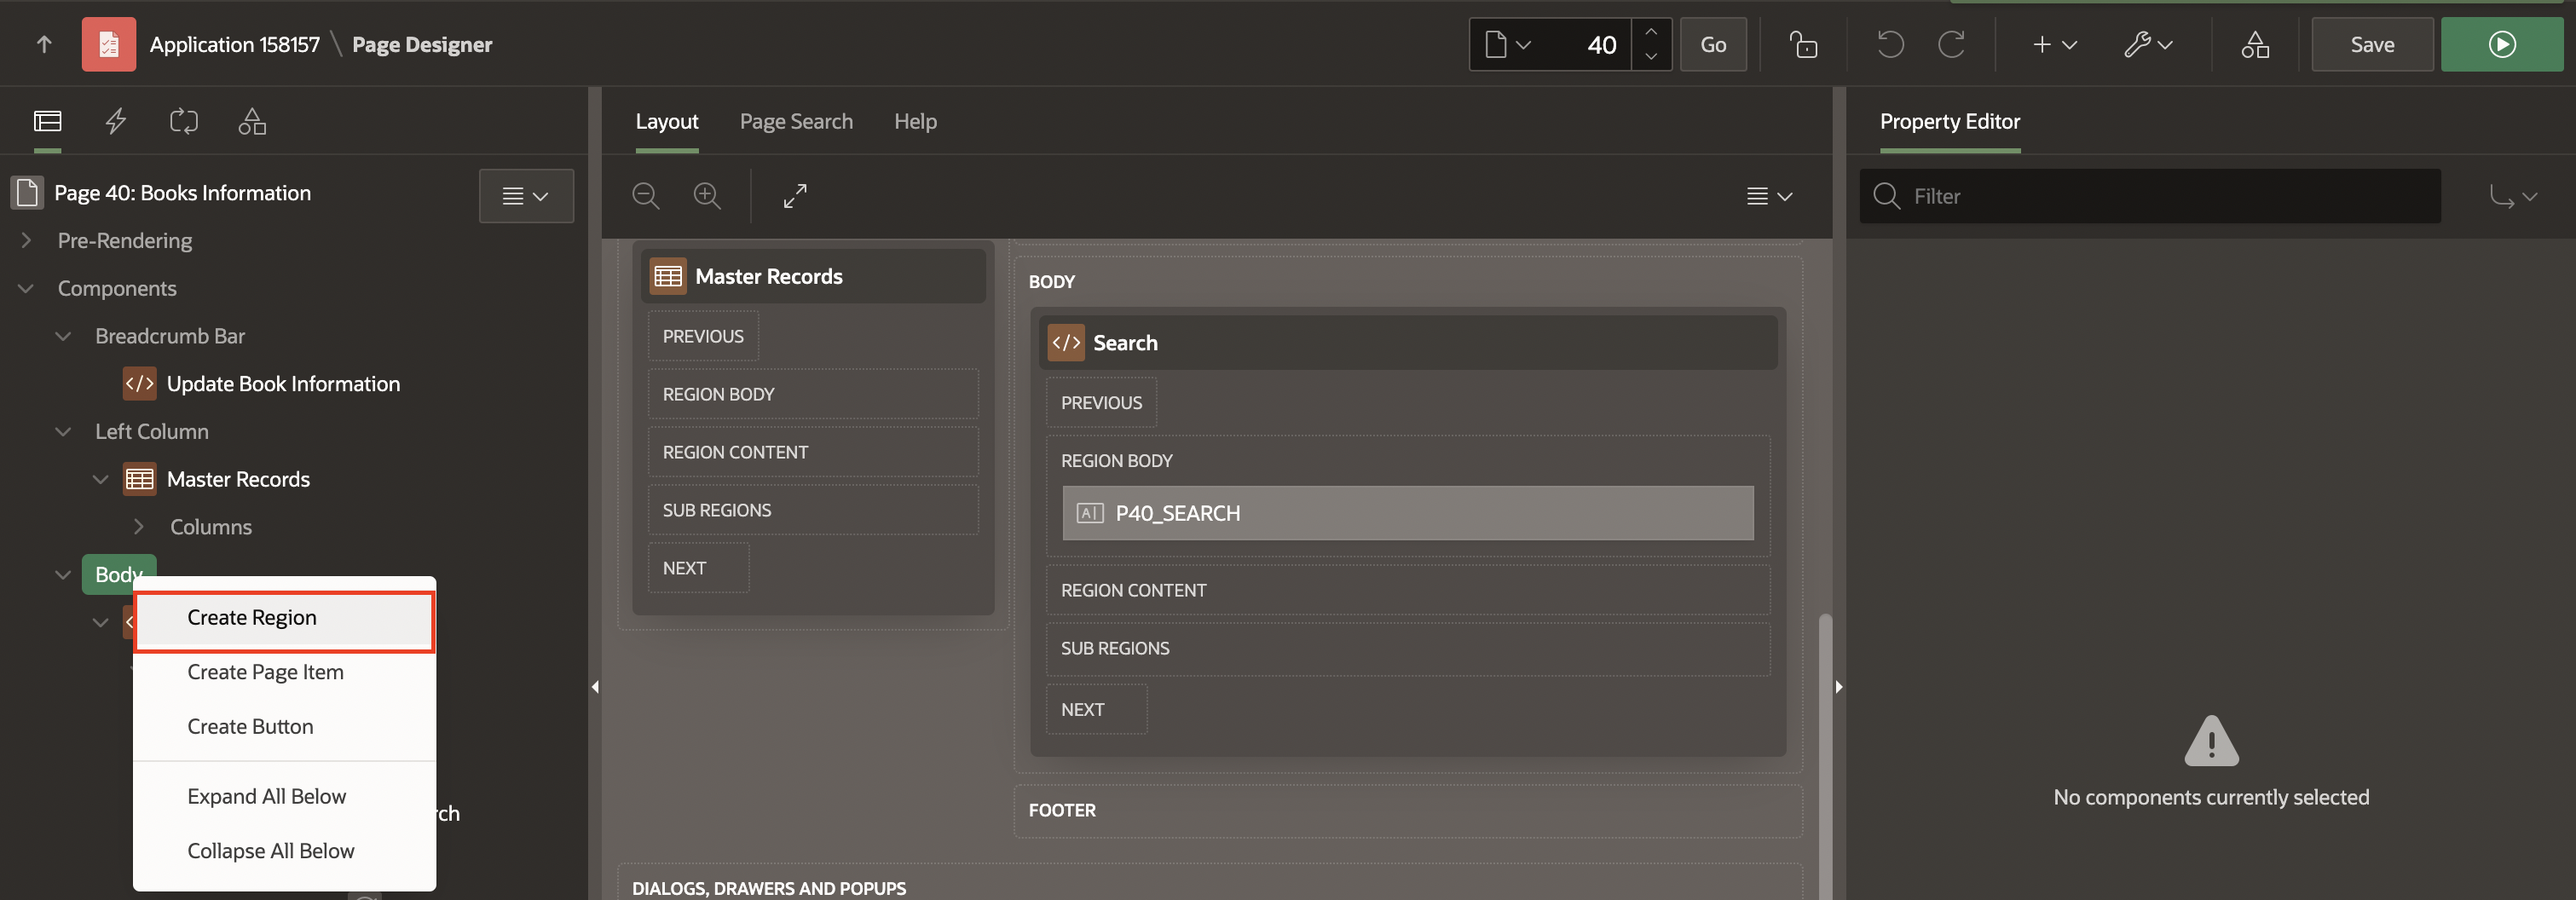 Application 158157 \ Page Designer
40
Go
Save
Layout
Page Search
Help
Property Editor
Page 40: Books Information
Filter
Pre-Rendering
Components
Breadcrumb Bar
</> Update Book Information
Left Column
Master Records
Columns
Body
Create Region
Create Page Item
Create Button
Expand All Below
Collapse All Below
Master Records
PREVIOUS
REGION BODY
REGION CONTENT
SUB REGIONS
NEXT
BODY
</> Search
PREVIOUS
REGION BODY
A| P40_SEARCH
REGION CONTENT
SUB REGIONS
NEXT
FOOTER
DIALOGS, DRAWERS AND POPUPS
No components currently selected